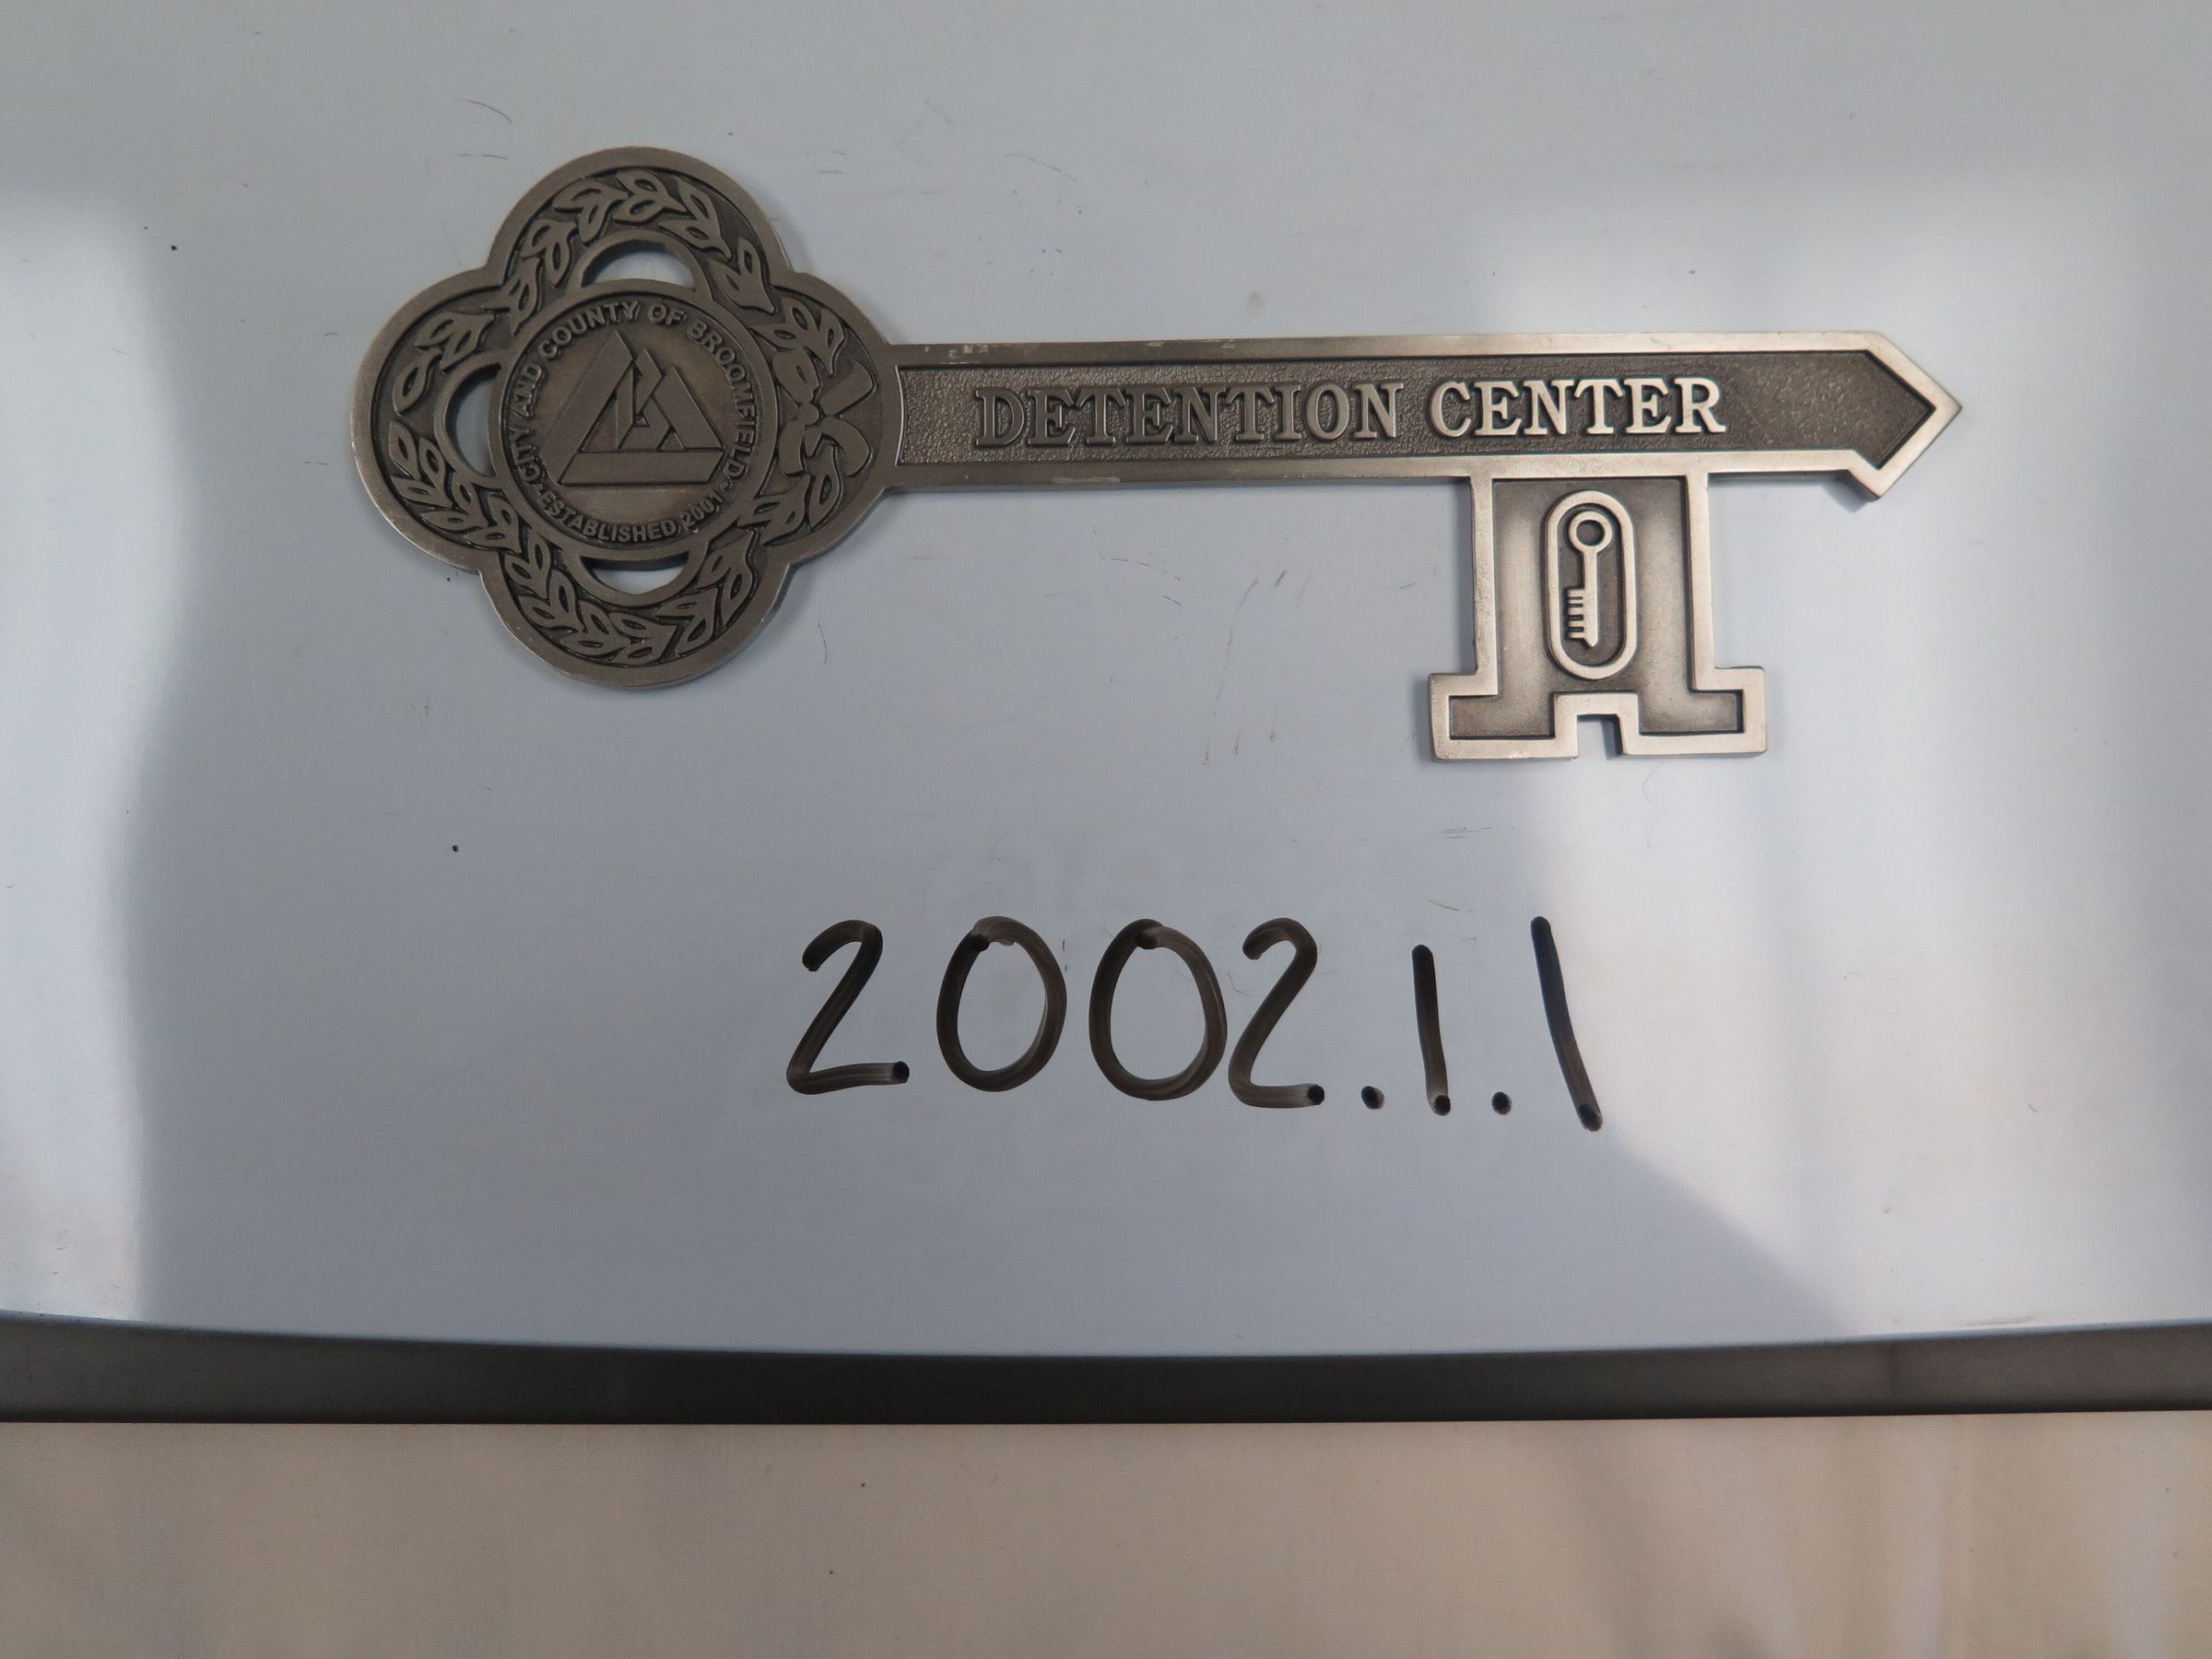 CITY AND COUNTY OF BROOMFIELD
ESTABLISHED 2001
DETENTION CENTER
2002.1.1